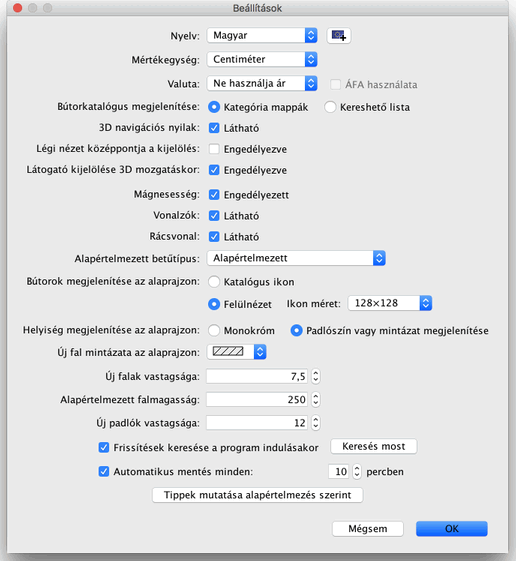 Beállítások
Nyelv: Magyar
Mértékegység: Centiméter
Valuta: Ne használja ár ÁFA használata
Bútorkatalógus megjelenítése: Kategória mappák Kereshető lista
3D navigációs nyilak: Látható
Légi nézet középpontja a kijelölés: Engedélyezve
Látogató kijelölése 3D mozgatáskor: Engedélyezve
Mágnesesség: Engedélyezett
Vonalzók: Látható
Rácsvonal: Látható
Alapértelmezett betűtípus: Alapértelmezett
Bútorok megjelenítése az alaprajzon: Katalógus ikon
Felülnézet Ikon méret: 128×128
Helyiség megjelenítése az alaprajzon: Monokróm Padlószín vagy mintázat megjelenítése
Új fal mintázata az alaprajzon:
Új falak vastagsága: 7,5
Alapértelmezett falmagasság: 250
Új padlók vastagsága: 12
Frissítések keresése a program indulásakor Keresés most
Automatikus mentés minden: 10 percben
Tippek mutatása alapértelmezés szerint
Mégsem OK